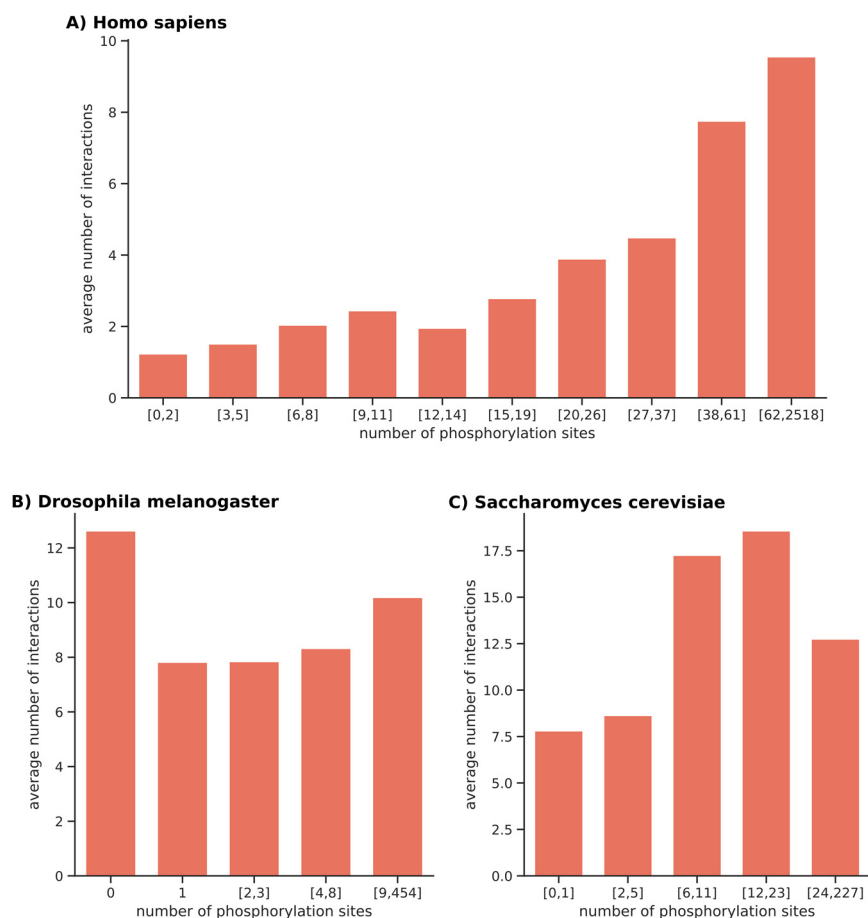 A) Homo sapiens
10
8
6
4
2
0
average number of interactions
[0,2] [3,5] [6,8] [9,11] [12,14] [15,19] [20,26] [27,37] [38,61] [62,2518]
number of phosphorylation sites
B) Drosophila melanogaster
12
10
8
6
4
2
0
average number of interactions
0 1 [2,3] [4,8] [9,454]
number of phosphorylation sites
C) Saccharomyces cerevisiae
17.5
15.0
12.5
10.0
7.5
5.0
2.5
0.0
average number of interactions
[0,1] [2,5] [6,11] [12,23] [24,227]
number of phosphorylation sites